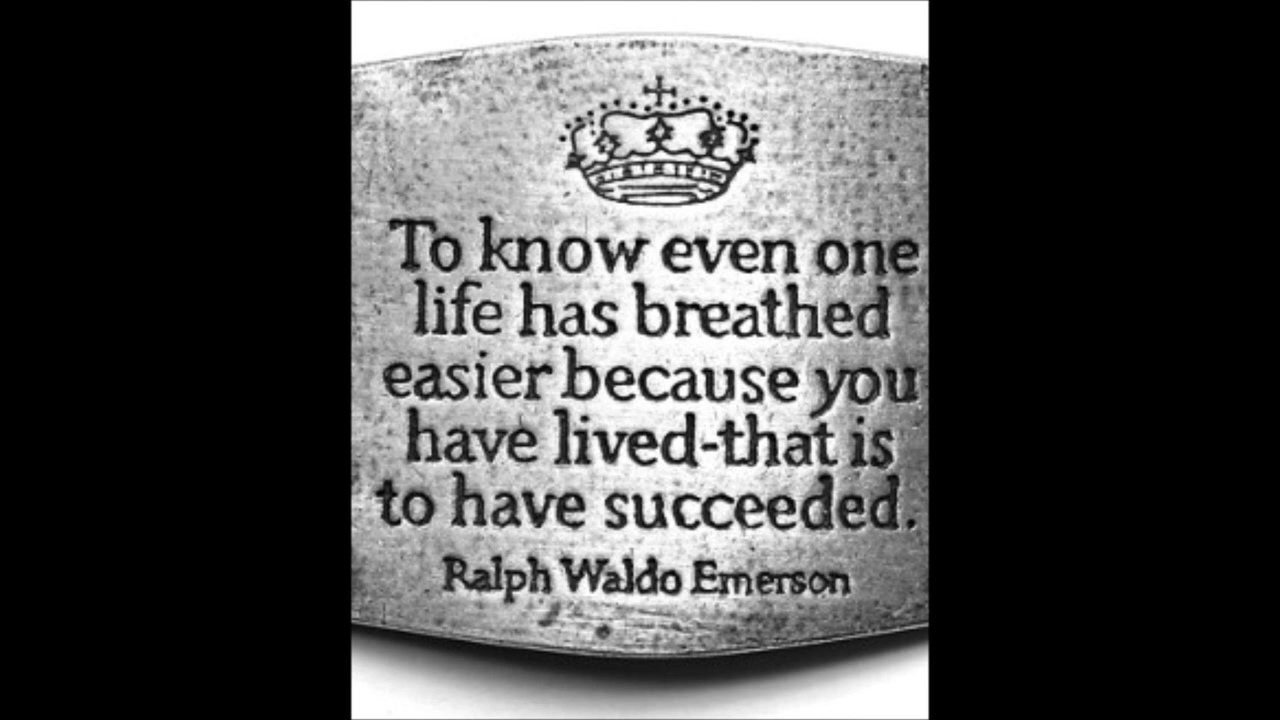 To know even one
life has breathed
easier because you
have lived-that is
to have succeeded.
Ralph Waldo Emerson